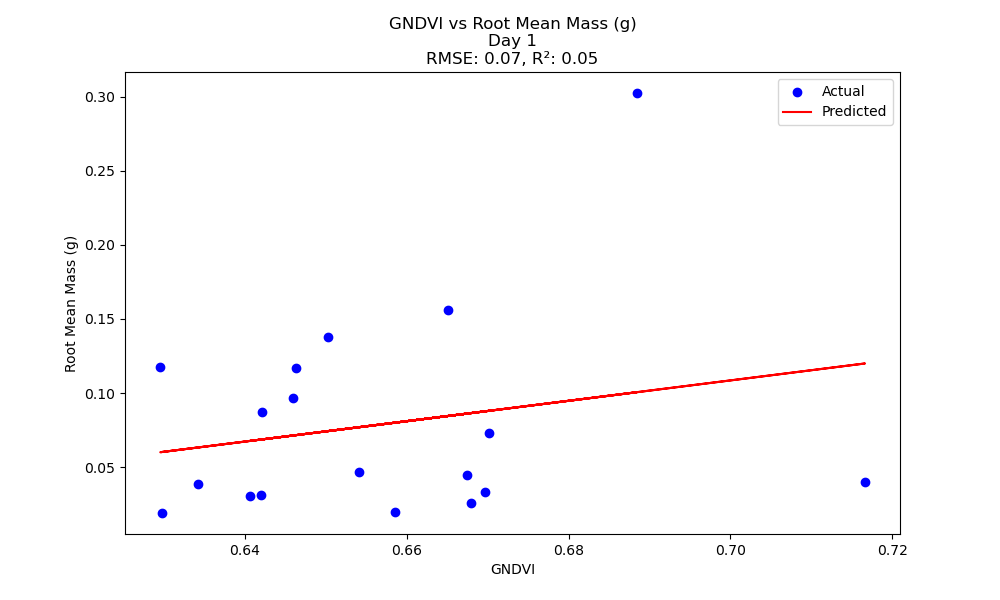 GNDVI vs Root Mean Mass (g)
Day 1
RMSE: 0.07, R²: 0.05
Actual
Predicted
Root Mean Mass (g)
0.30
0.25
0.20
0.15
0.10
0.05
0.64
0.66
0.68
0.70
0.72
GNDVI